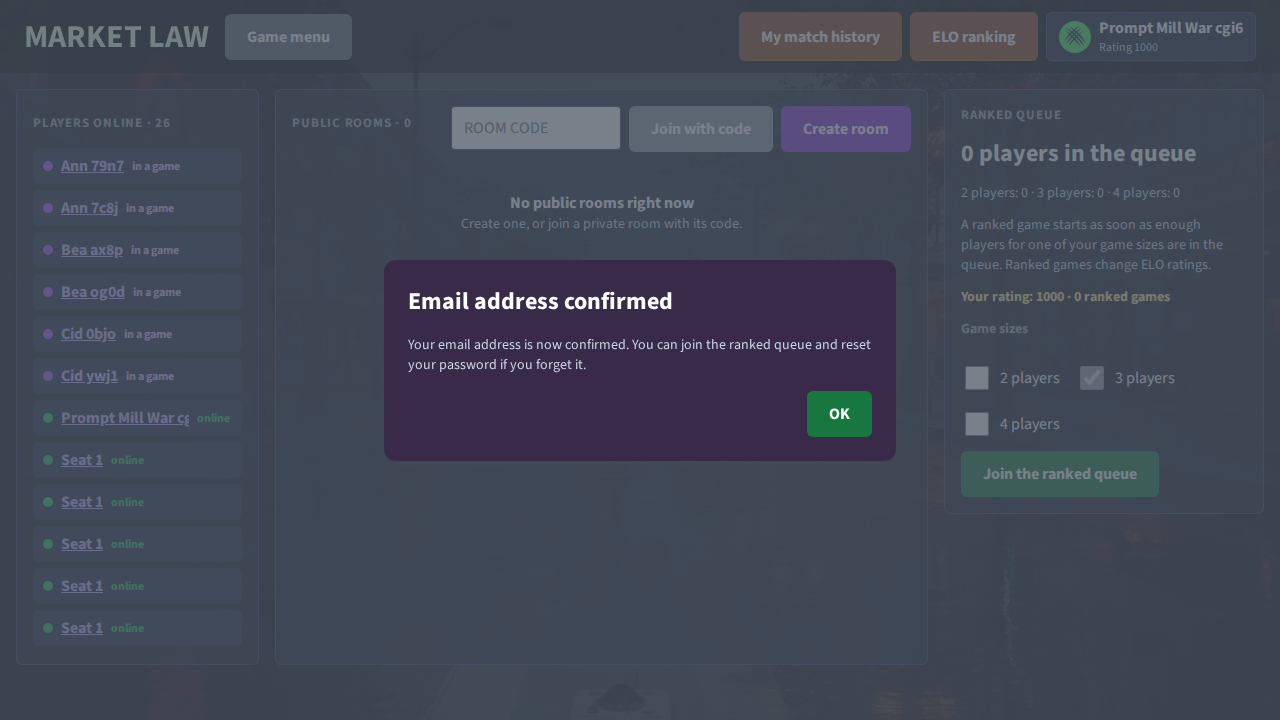 MARKET LAW
Game menu
My match history
ELO ranking
Prompt Mill War cgi6
Rating 1000
PLAYERS ONLINE · 26
Ann 79n7 in a game
Ann 7c8j in a game
Bea ax8p in a game
Bea og0d in a game
Cid 0bjo in a game
Cid ywj1 in a game
Prompt Mill War cg online
Seat 1 online
Seat 1 online
Seat 1 online
Seat 1 online
Seat 1 online
PUBLIC ROOMS · 0
ROOM CODE
Join with code
Create room
No public rooms right now
Create one, or join a private room with its code.
Email address confirmed
Your email address is now confirmed. You can join the ranked queue and reset
your password if you forget it.
OK
RANKED QUEUE
0 players in the queue
2 players: 0 · 3 players: 0 · 4 players: 0
A ranked game starts as soon as enough
players for one of your game sizes are in the
queue. Ranked games change ELO ratings.
Your rating: 1000 · 0 ranked games
Game sizes
2 players
3 players
4 players
Join the ranked queue